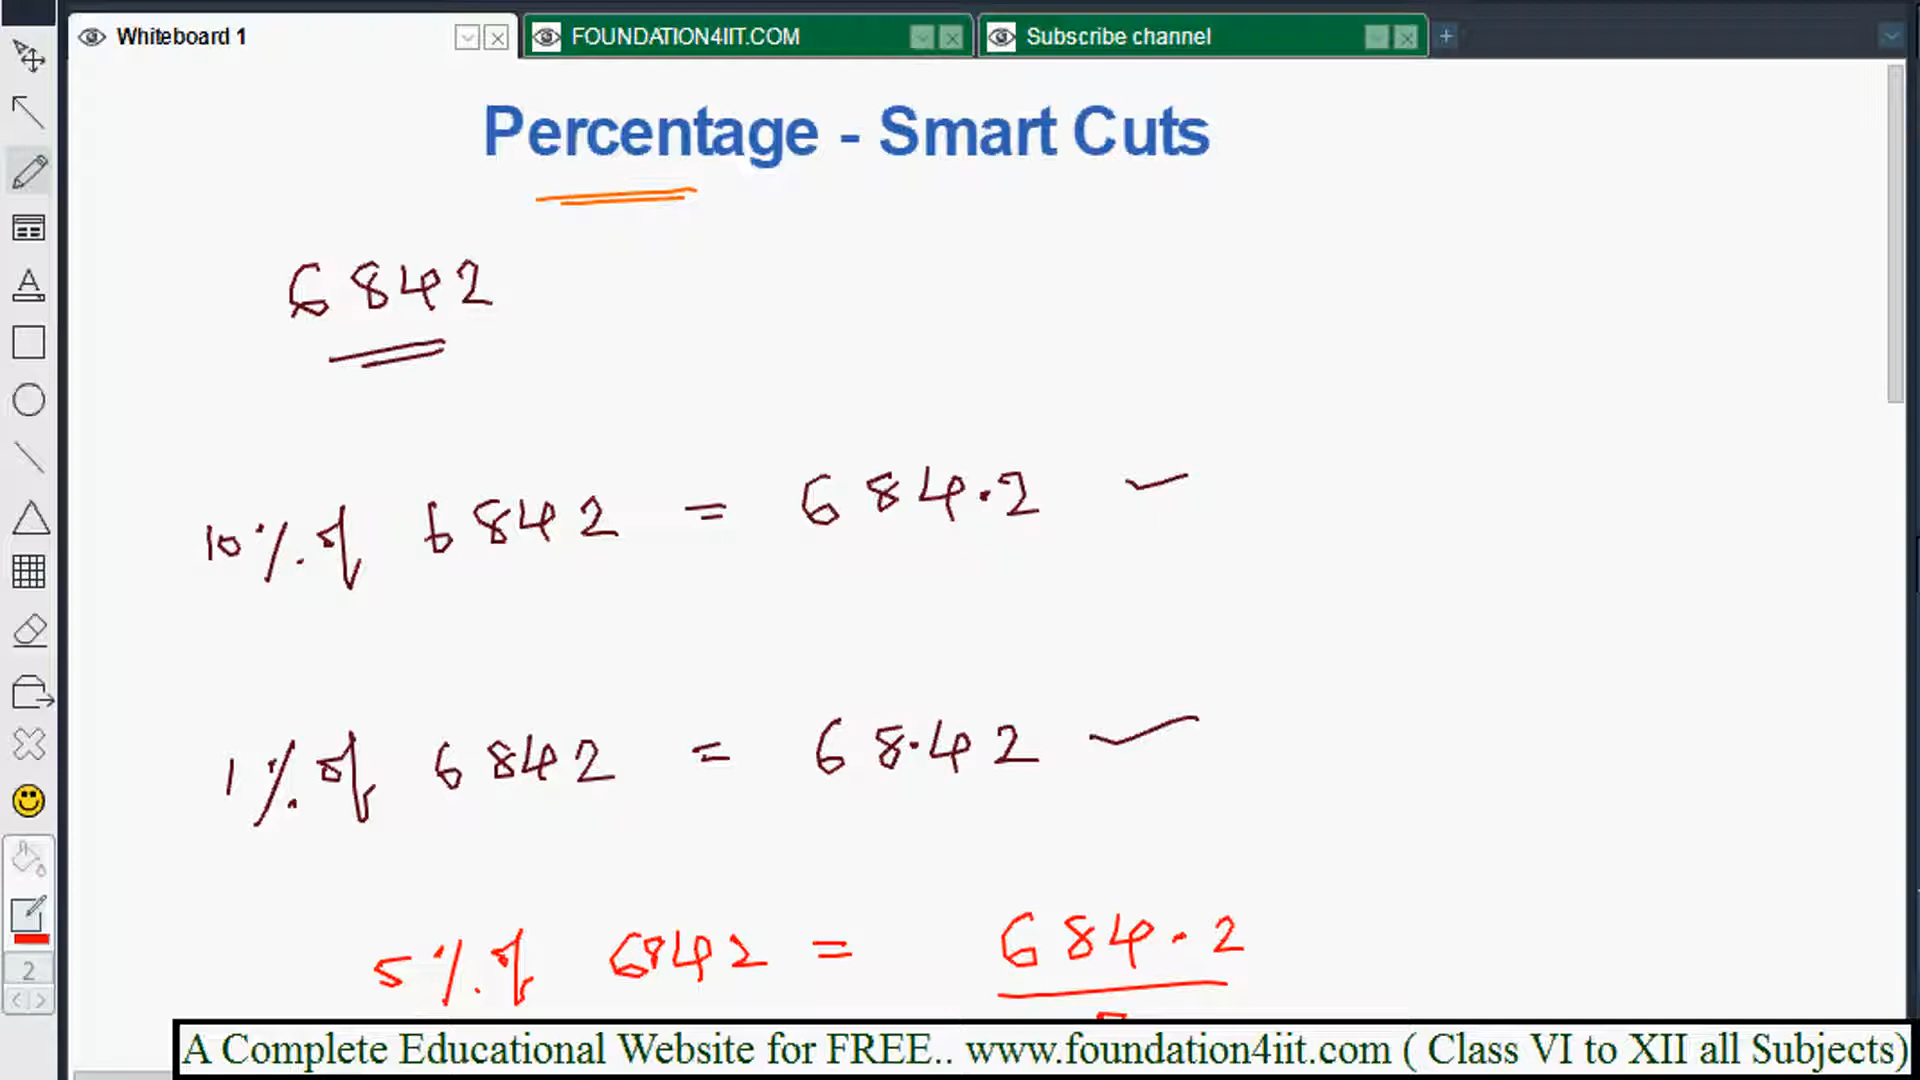 Whiteboard 1
FOUNDATION4IIT.COM
Subscribe channel
Percentage - Smart Cuts
6842
10%.of 6842 = 684.2
1%.of 6842 = 68.42
5%.of 6842 = 684.2
2
A Complete Educational Website for FREE.. www.foundation4iit.com ( Class VI to XII all Subjects)